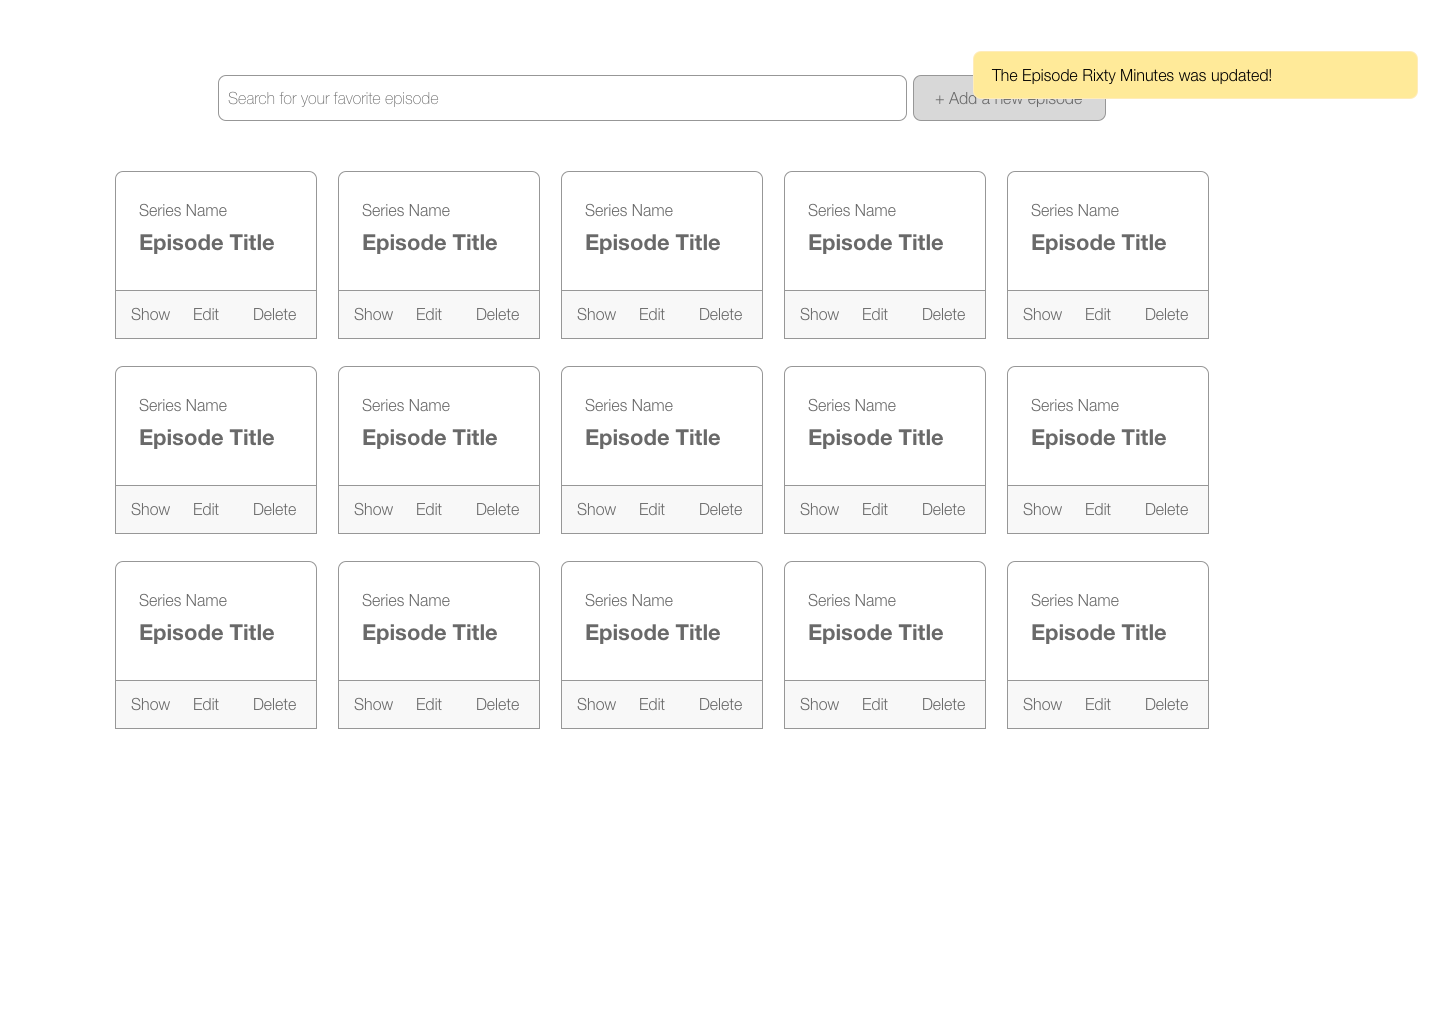 The Episode Rixty Minutes was updated!
Search for your favorite episode
+ Add a new episode
Series Name Series Name Series Name Series Name Series Name
Episode Title Episode Title Episode Title Episode Title Episode Title
Show Edit Delete Show Edit Delete Show Edit Delete Show Edit Delete Show Edit Delete
Series Name Series Name Series Name Series Name Series Name
Episode Title Episode Title Episode Title Episode Title Episode Title
Show Edit Delete Show Edit Delete Show Edit Delete Show Edit Delete Show Edit Delete
Series Name Series Name Series Name Series Name Series Name
Episode Title Episode Title Episode Title Episode Title Episode Title
Show Edit Delete Show Edit Delete Show Edit Delete Show Edit Delete Show Edit Delete